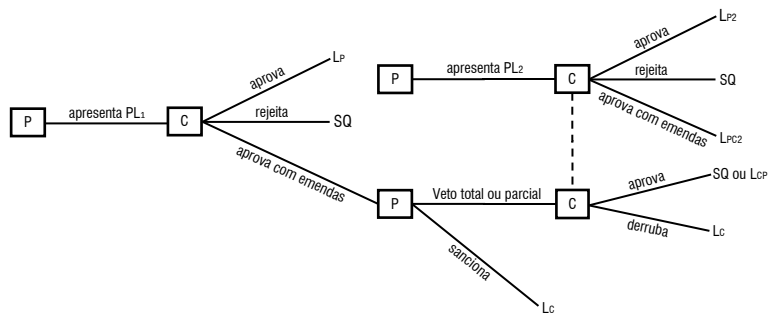 P
apresenta PL1
C
aprova
LP
rejeita
SQ
aprova com emendas
P
apresenta PL2
C
aprova
LP2
rejeita
SQ
aprova com emendas
LPC2
P
Veto total ou parcial
C
aprova
SQ ou LCP
derruba
LC
sanciona
LC